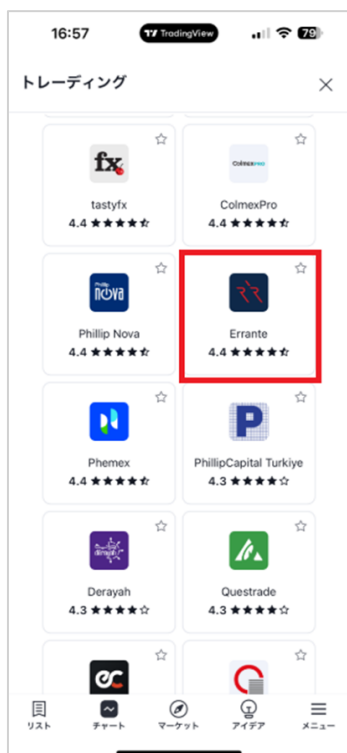 16:57 TradingView 79
トレーディング
fx
COLMEXPRO
tastyfx
ColmexPro
4.4
4.4
Phillip
nova
Phillip Nova
Errante
4.4
4.4
P
Phemex
PhillipCapital Turkiye
4.4
4.3
derayah
Derayah
Questrade
4.3
4.3
リスト
チャート
マーケット
アイデア
メニュー